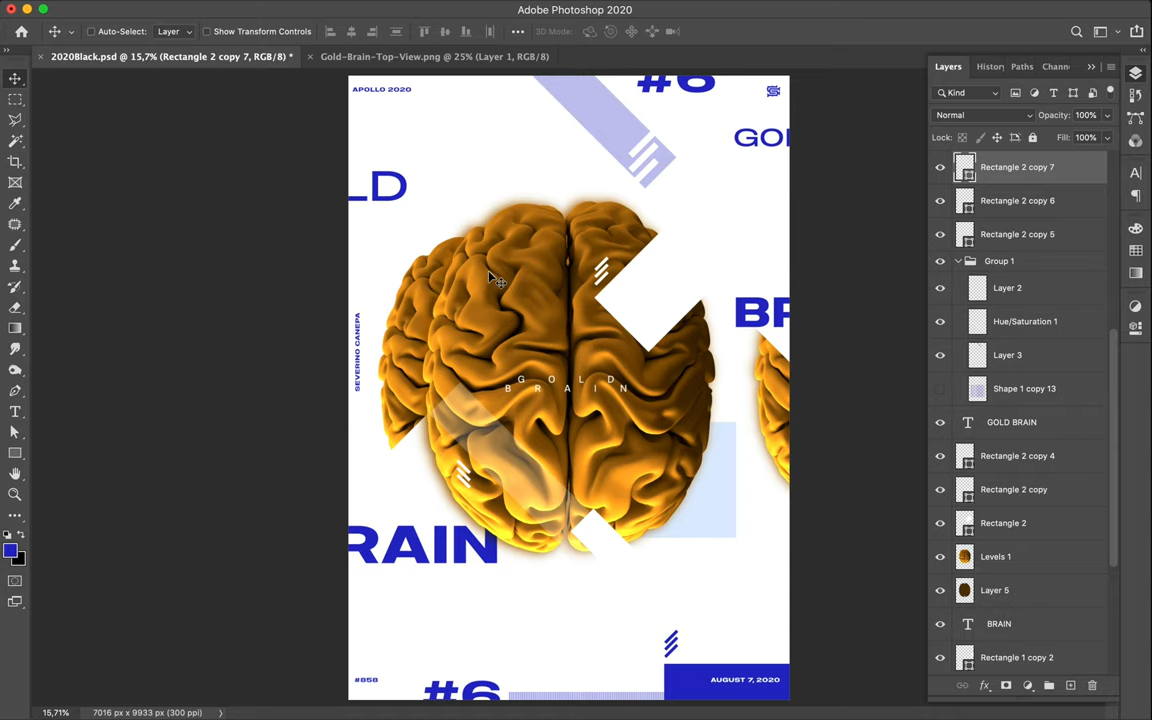 Adobe Photoshop 2020
Auto-Select:
Layer
Show Transform Controls
3D Mode:
2020Black.psd @ 15,7% (Rectangle 2 copy 7, RGB/8) *
Gold-Brain-Top-View.png @ 25% (Layer 1, RGB/8)
Layers
Histor
Paths
Chann
Kind
Normal
Opacity: 100%
Lock:
Fill: 100%
Rectangle 2 copy 7
Rectangle 2 copy 6
Rectangle 2 copy 5
Group 1
Layer 2
Hue/Saturation 1
Layer 3
Shape 1 copy 13
GOLD BRAIN
Rectangle 2 copy 4
Rectangle 2 copy
Rectangle 2
Levels 1
Layer 5
BRAIN
Rectangle 1 copy 2
APOLLO 2020
#6
GOL
LD
SEVERINO CANEPA
BR
GOLD
BRAIN
RAIN
#858
#6
AUGUST 7, 2020
15,71%
7016 px x 9933 px (300 ppi)